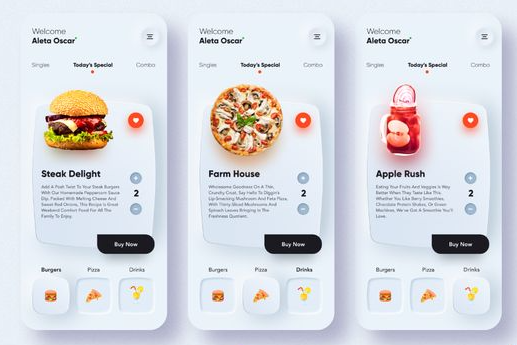 Welcome
Aleta Oscar
Singles Today's Special Combo
Steak Delight
Add A Posh Twist To Your Steak Burgers
With Our Homemade Peppercorn Sauce
Dip. Packed With Melting Cheese And
Sweet Red Onions, This Recipe Is Great
Weekend Comfort Food For All The
Family To Enjoy.
2
Buy Now
Burgers Pizza Drinks
Welcome
Aleta Oscar
Singles Today's Special Combo
Farm House
Wholesome Goodness On A Thin,
Crunchy Crust, Say Hello To Diggin's
Lip-Smacking Mushroom And Feta Pizza,
With Thinly Sliced Mushrooms And
Spinach Leaves Bringing In The
Freshness Quotient.
2
Buy Now
Burgers Pizza Drinks
Welcome
Aleta Oscar
Singles Today's Special Combo
Apple Rush
Eating Your Fruits And Veggies Is Way
Better When They Taste Like This.
Whether You Like Berry Smoothies,
Chocolate Protein Shakes, Or Green
Machines, We've Got A Smoothie You'll
Love.
2
Buy Now
Burgers Pizza Drinks